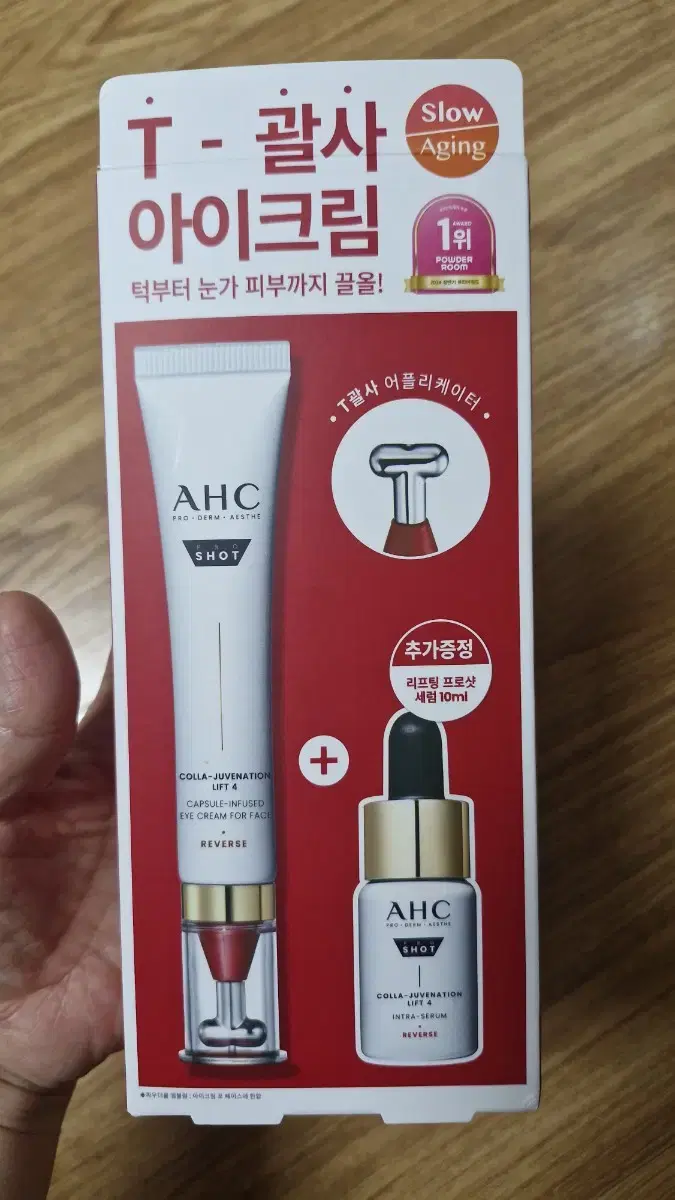 T - 괄사
아이크림
턱부터 눈가 피부까지 끌올!
Slow
Aging
AWARD
1위
POWDER
ROOM
T괄사 어플리케이터
AHC
PRO · DERM · AESTHE
PRO
SHOT
COLLA-JUVENATION
LIFT 4
CAPSULE-INFUSED
EYE CREAM FOR FACE
REVERSE
+
추가증정
리프팅 프로샷
세럼 10ml
AHC
PRO · DERM · AESTHE
PRO
SHOT
COLLA-JUVENATION
LIFT 4
INTRA-SERUM
REVERSE